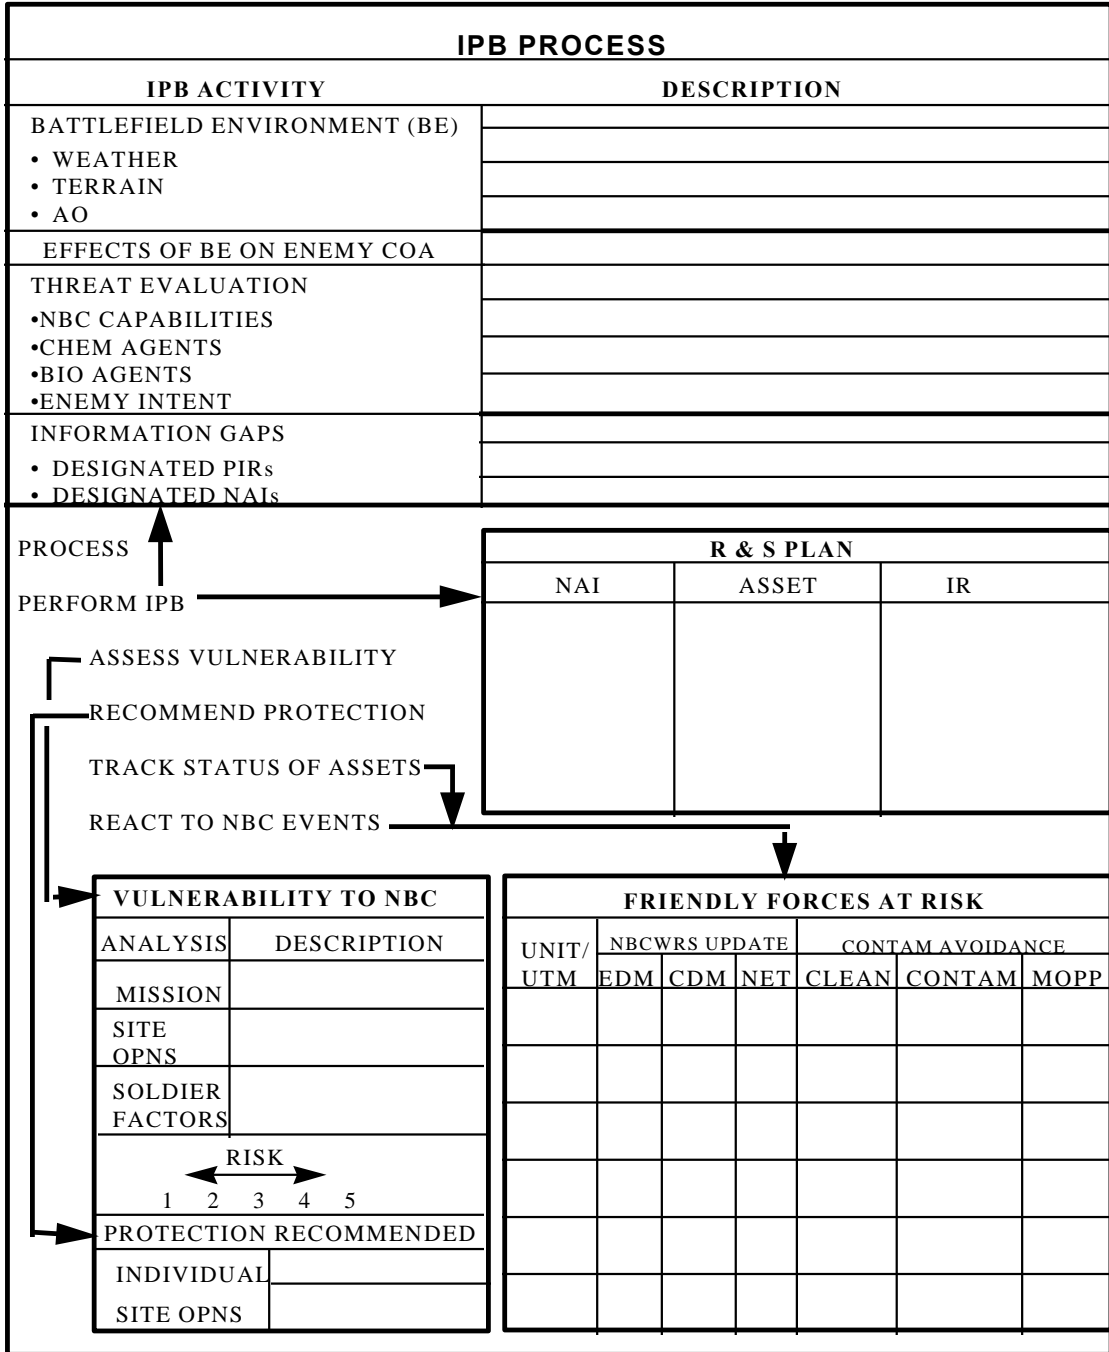 IPB PROCESS
IPB ACTIVITY DESCRIPTION
BATTLEFIELD ENVIRONMENT (BE)
• WEATHER
• TERRAIN
• AO
EFFECTS OF BE ON ENEMY COA
THREAT EVALUATION
•NBC CAPABILITIES
•CHEM AGENTS
•BIO AGENTS
•ENEMY INTENT
INFORMATION GAPS
• DESIGNATED PIRs
• DESIGNATED NAIs
PROCESS
PERFORM IPB
ASSESS VULNERABILITY
RECOMMEND PROTECTION
TRACK STATUS OF ASSETS
REACT TO NBC EVENTS
R & S PLAN
NAI ASSET IR
VULNERABILITY TO NBC
ANALYSIS DESCRIPTION
MISSION
SITE
OPNS
SOLDIER
FACTORS
RISK
1 2 3 4 5
PROTECTION RECOMMENDED
INDIVIDUAL
SITE OPNS
FRIENDLY FORCES AT RISK
UNIT/ NBCWRS UPDATE CONTAM AVOIDANCE
UTM EDM CDM NET CLEAN CONTAM MOPP